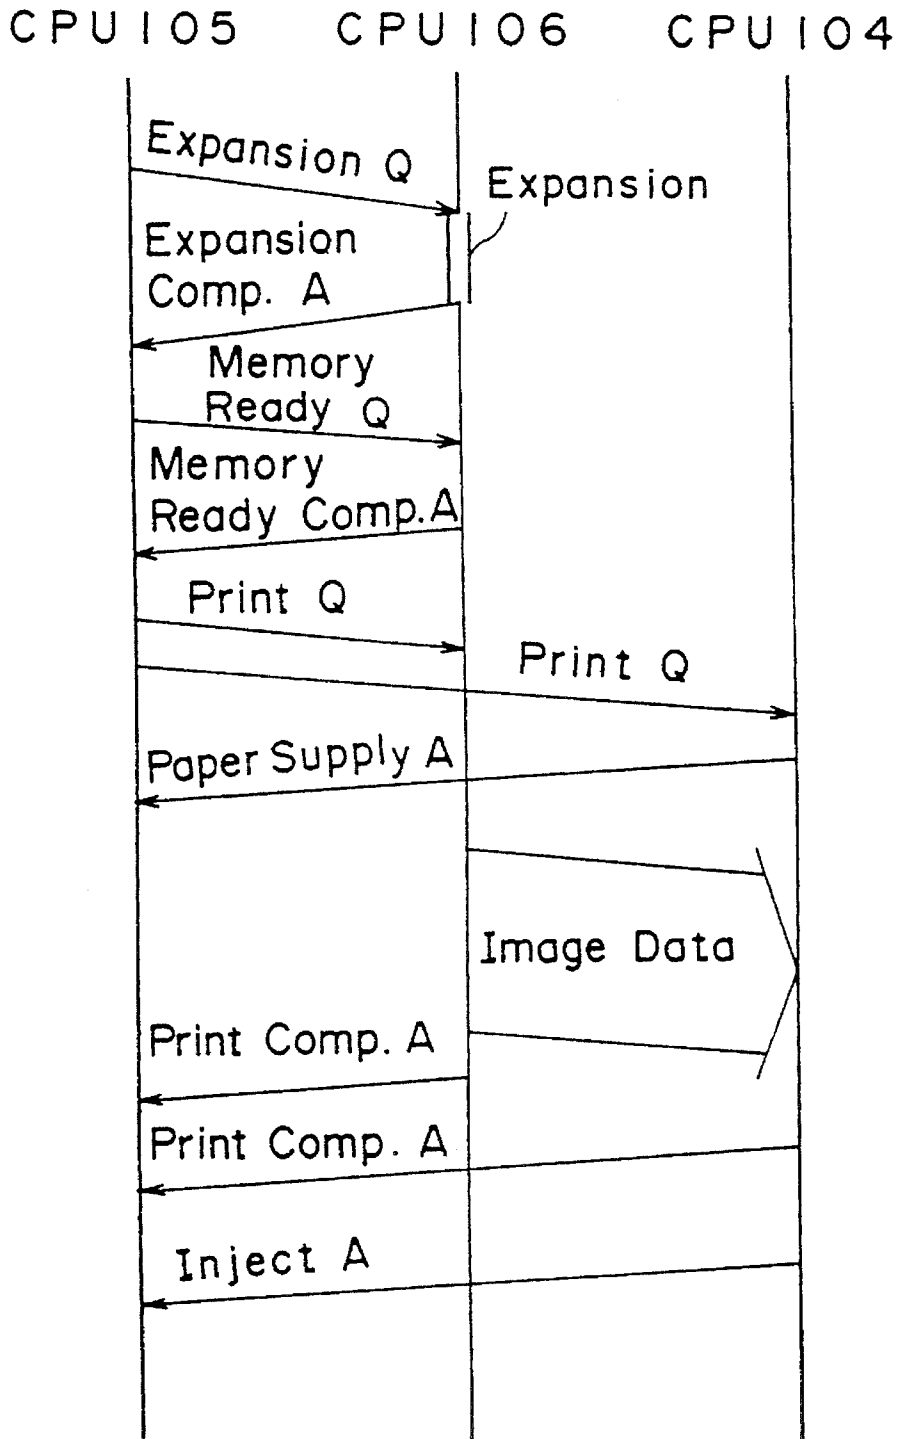 CPU105 CPU106 CPU104
Expansion Q
Expansion
Expansion
Comp. A
Memory
Ready Q
Memory
Ready Comp. A
Print Q
Print Q
Paper Supply A
Image Data
Print Comp. A
Print Comp. A
Inject A